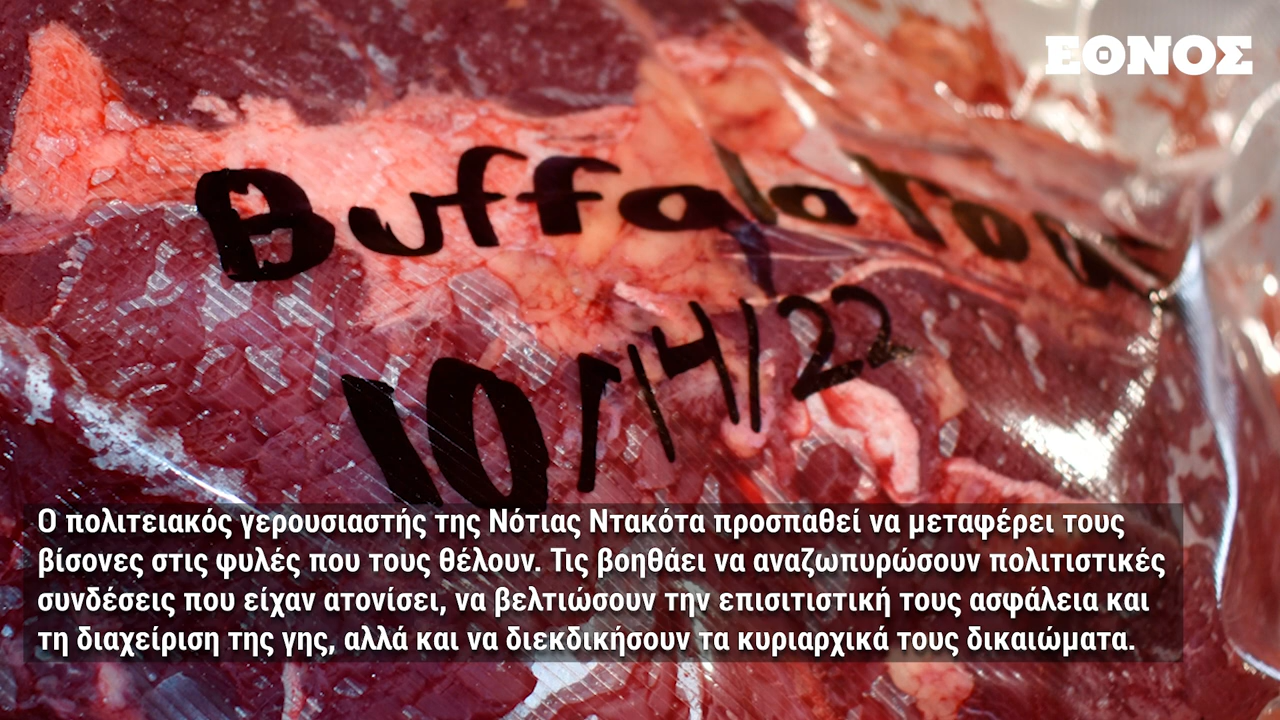 ΕΘΝΟΣ
Buffalo
10/14/22
Ο πολιτειακός γερουσιαστής της Νότιας Ντακότα προσπαθεί να μεταφέρει τους
βίσονες στις φυλές που τους θέλουν. Τις βοηθάει να αναζωπυρώσουν πολιτιστικές
συνδέσεις που είχαν ατονίσει, να βελτιώσουν την επισιτιστική τους ασφάλεια και
τη διαχείριση της γης, αλλά και να διεκδικήσουν τα κυριαρχικά τους δικαιώματα.